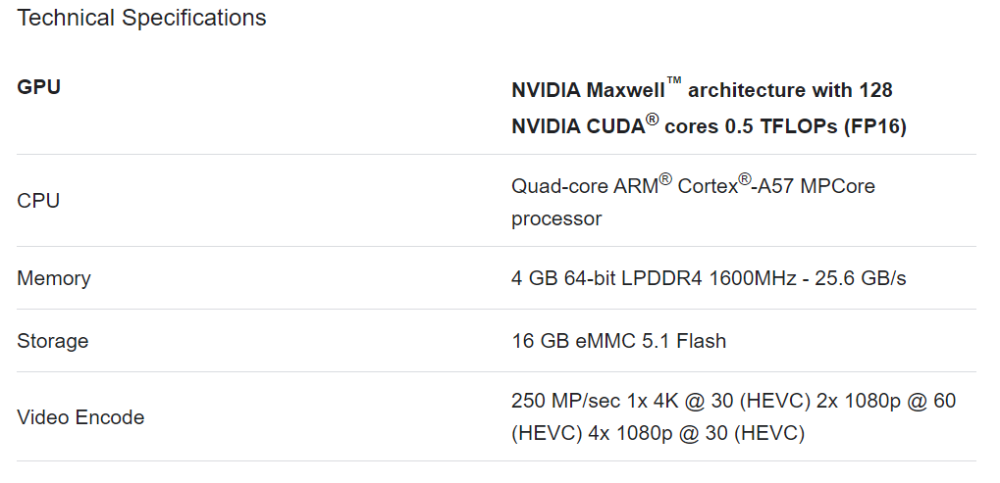 Technical Specifications
GPU
NVIDIA Maxwell™ architecture with 128
NVIDIA CUDA® cores 0.5 TFLOPs (FP16)
CPU
Quad-core ARM® Cortex®-A57 MPCore
processor
Memory
4 GB 64-bit LPDDR4 1600MHz - 25.6 GB/s
Storage
16 GB eMMC 5.1 Flash
Video Encode
250 MP/sec 1x 4K @ 30 (HEVC) 2x 1080p @ 60
(HEVC) 4x 1080p @ 30 (HEVC)